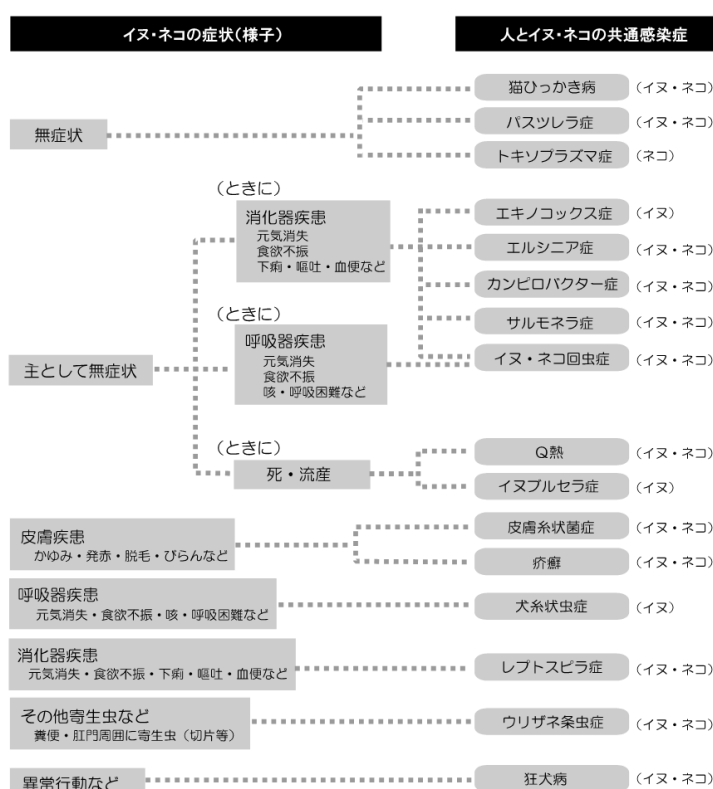 イヌ・ネコの症状(様子)
人とイヌ・ネコの共通感染症
無症状
猫ひっかき病 (イヌ・ネコ)
パスツレラ症 (イヌ・ネコ)
トキソプラズマ症 (ネコ)
主として無症状
(ときに)
消化器疾患
元気消失
食欲不振
下痢・嘔吐・血便など
(ときに)
呼吸器疾患
元気消失
食欲不振
咳・呼吸困難など
エキノコックス症 (イヌ)
エルシニア症 (イヌ・ネコ)
カンピロバクター症 (イヌ・ネコ)
サルモネラ症 (イヌ・ネコ)
イヌ・ネコ回虫症 (イヌ・ネコ)
(ときに)
死・流産
Q熱 (イヌ・ネコ)
イヌブルセラ症 (イヌ)
皮膚疾患
かゆみ・発赤・脱毛・びらんなど
皮膚糸状菌症 (イヌ・ネコ)
疥癬 (イヌ・ネコ)
呼吸器疾患
元気消失・食欲不振・咳・呼吸困難など
犬糸状虫症 (イヌ)
消化器疾患
元気消失・食欲不振・下痢・嘔吐・血便など
レプトスピラ症 (イヌ・ネコ)
その他寄生虫など
糞便・肛門周囲に寄生虫(切片等)
ウリザネ条虫症 (イヌ・ネコ)
異常行動など
狂犬病 (イヌ・ネコ)